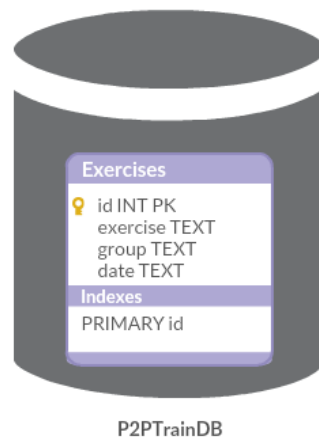 Exercises
id INT PK
exercise TEXT
group TEXT
date TEXT
Indexes
PRIMARY id
P2PTrainDB